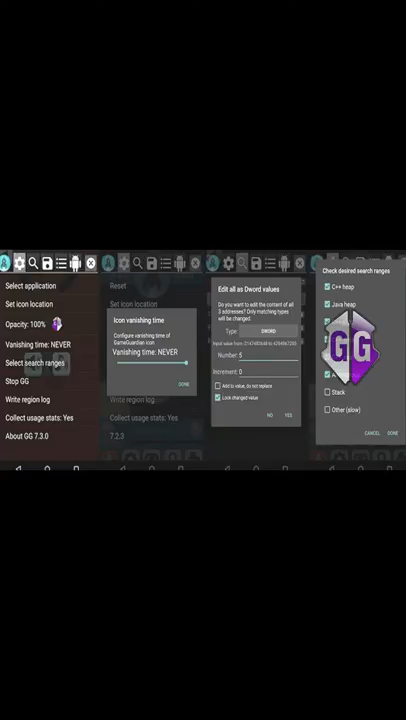 Select application
Set icon location
Opacity: 100%
Vanishing time: NEVER
Select search ranges
Stop GG
Write region log
Collect usage stats: Yes
About GG 7.3.0
Reset
Set icon location
Icon vanishing time
Configure vanishing time of
GameGuardian icon
Vanishing time: NEVER
DONE
Write region log
Collect usage stats: Yes
7.2.3
Edit all as Dword values
Do you want to edit the content of all
3 addresses? Only matching types
will be changed.
Type: DWORD
Number: 5
Increment: 0
Add to value, do not replace
Lock changed value
NO YES
Check desired search ranges
C++ heap
Java heap
GG
Stack
Other (slow)
CANCEL DONE